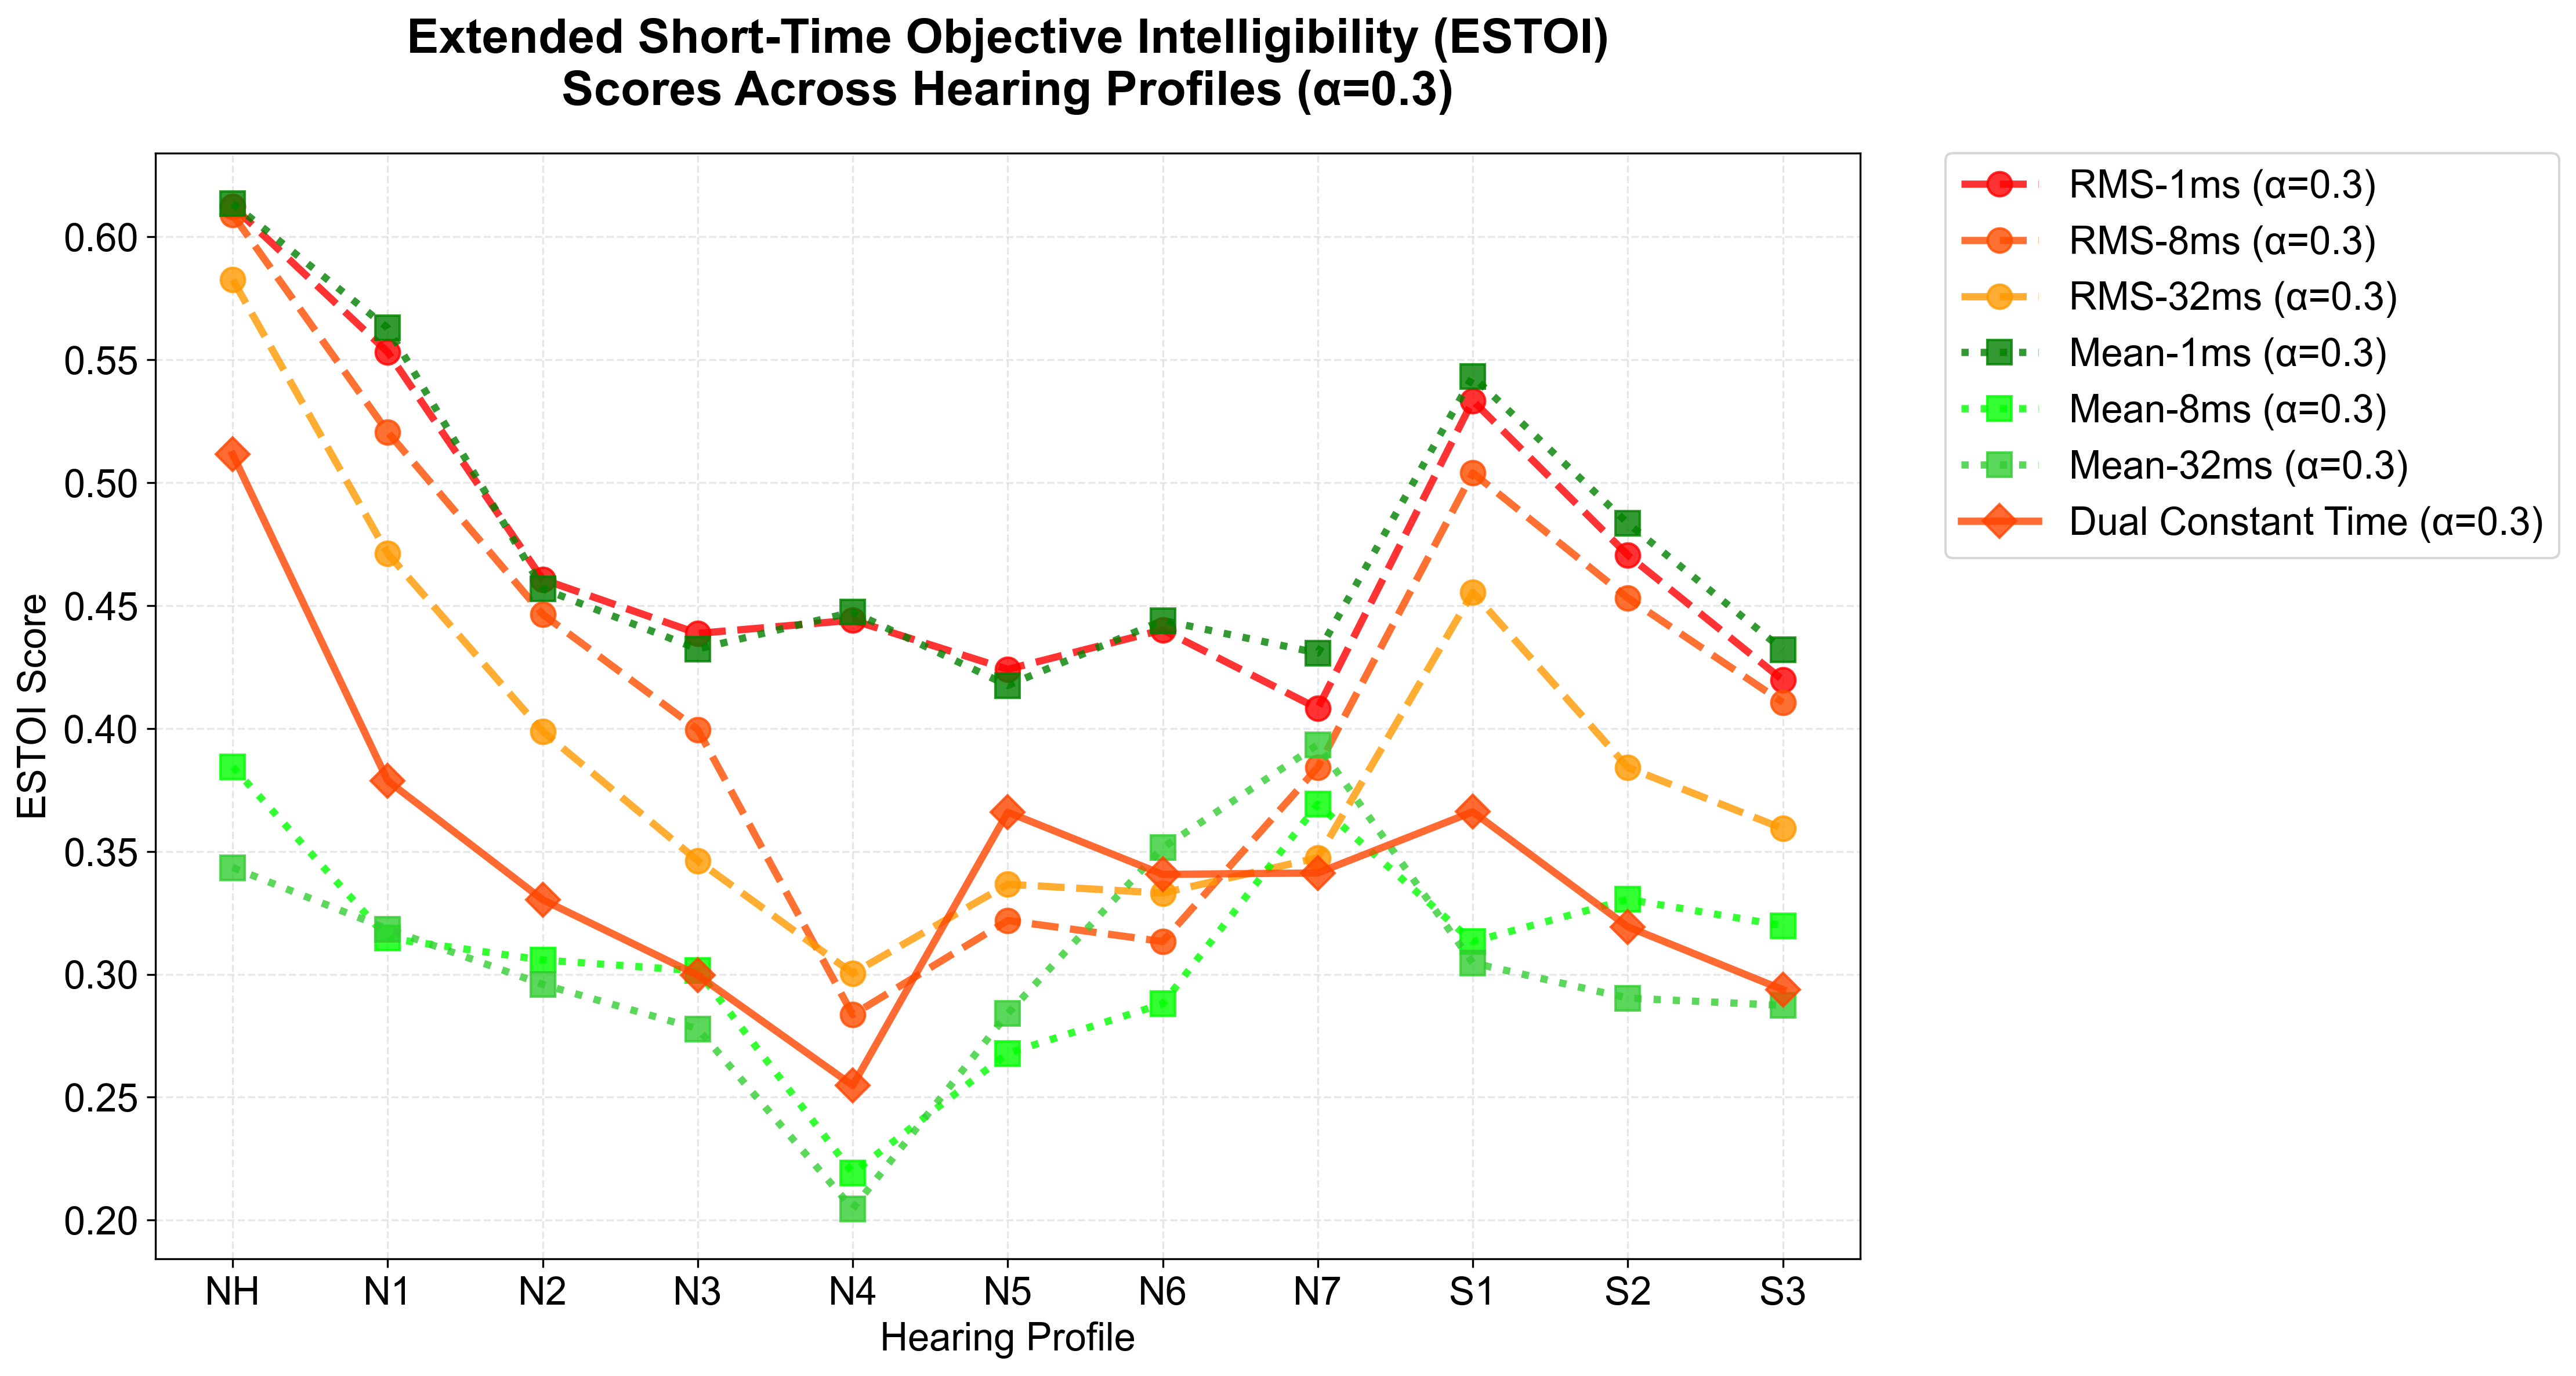 Extended Short-Time Objective Intelligibility (ESTOI)
Scores Across Hearing Profiles (α=0.3)
ESTOI Score
0.60
0.55
0.50
0.45
0.40
0.35
0.30
0.25
0.20
NH N1 N2 N3 N4 N5 N6 N7 S1 S2 S3
Hearing Profile
RMS-1ms (α=0.3)
RMS-8ms (α=0.3)
RMS-32ms (α=0.3)
Mean-1ms (α=0.3)
Mean-8ms (α=0.3)
Mean-32ms (α=0.3)
Dual Constant Time (α=0.3)